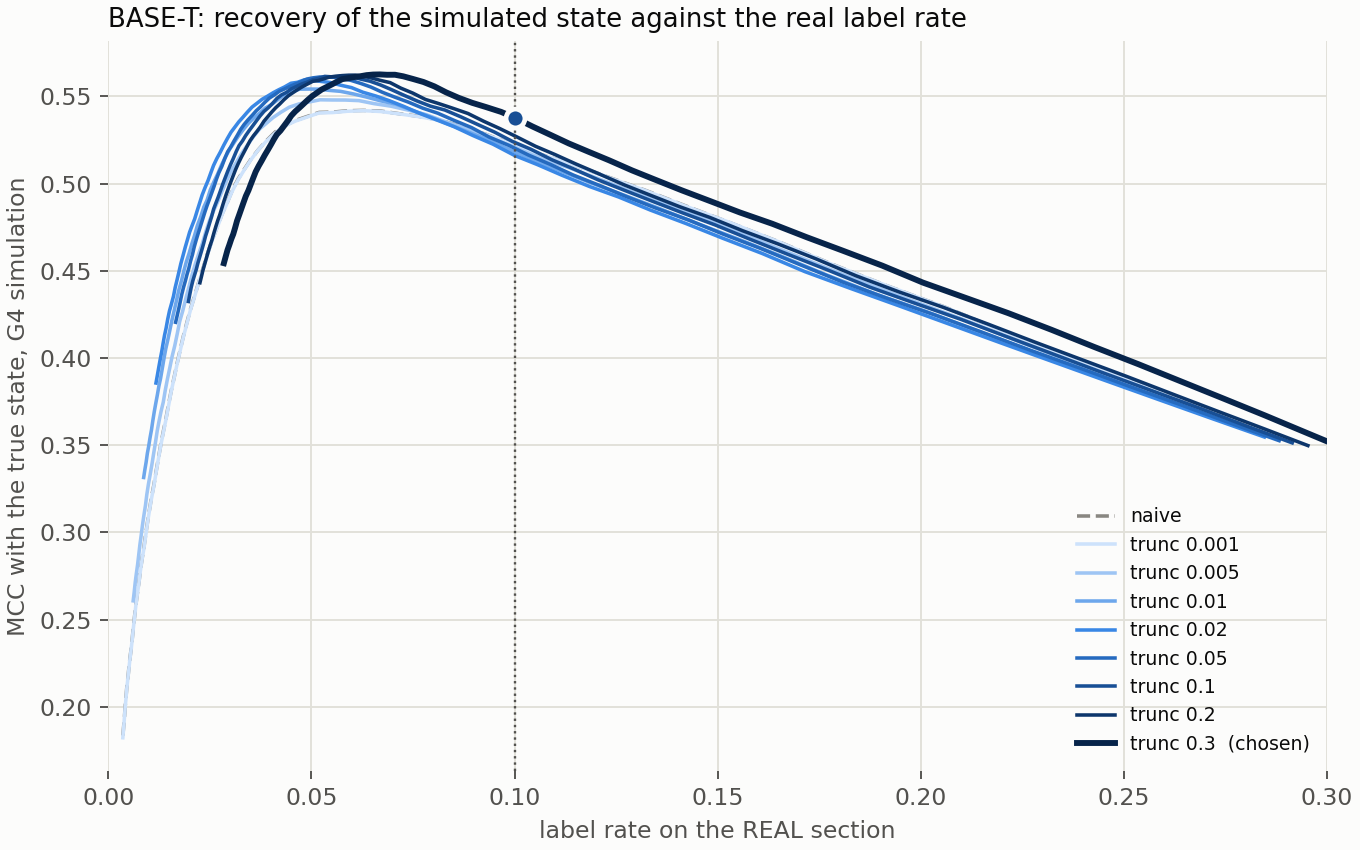 BASE-T: recovery of the simulated state against the real label rate
MCC with the true state, G4 simulation
0.55
0.50
0.45
0.40
0.35
0.30
0.25
0.20
naive
trunc 0.001
trunc 0.005
trunc 0.01
trunc 0.02
trunc 0.05
trunc 0.1
trunc 0.2
trunc 0.3 (chosen)
0.00 0.05 0.10 0.15 0.20 0.25 0.30
label rate on the REAL section